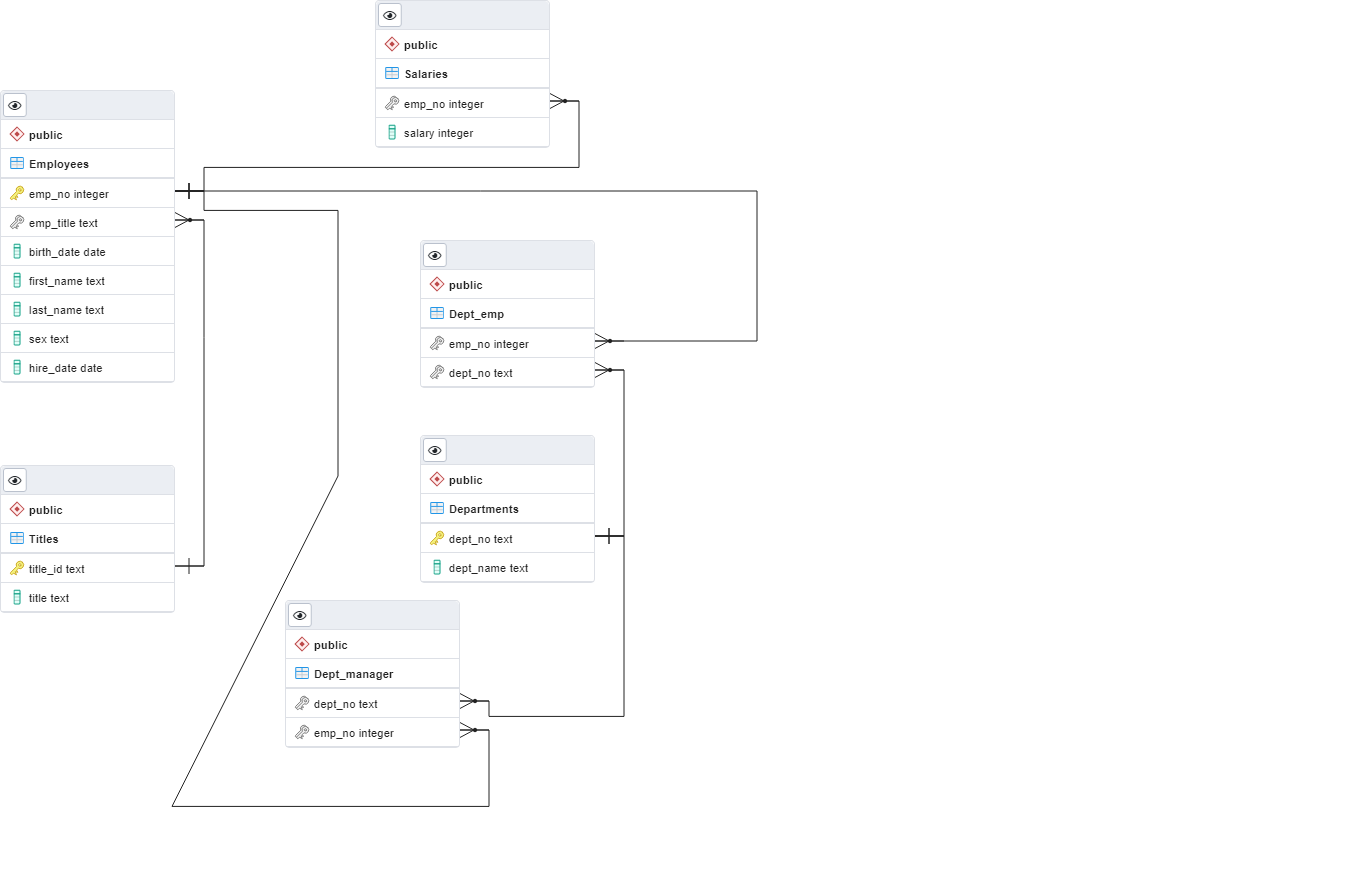 public
Salaries
emp_no integer
salary integer
public
Employees
emp_no integer
emp_title text
birth_date date
first_name text
last_name text
sex text
hire_date date
public
Dept_emp
emp_no integer
dept_no text
public
Titles
title_id text
title text
public
Departments
dept_no text
dept_name text
public
Dept_manager
dept_no text
emp_no integer